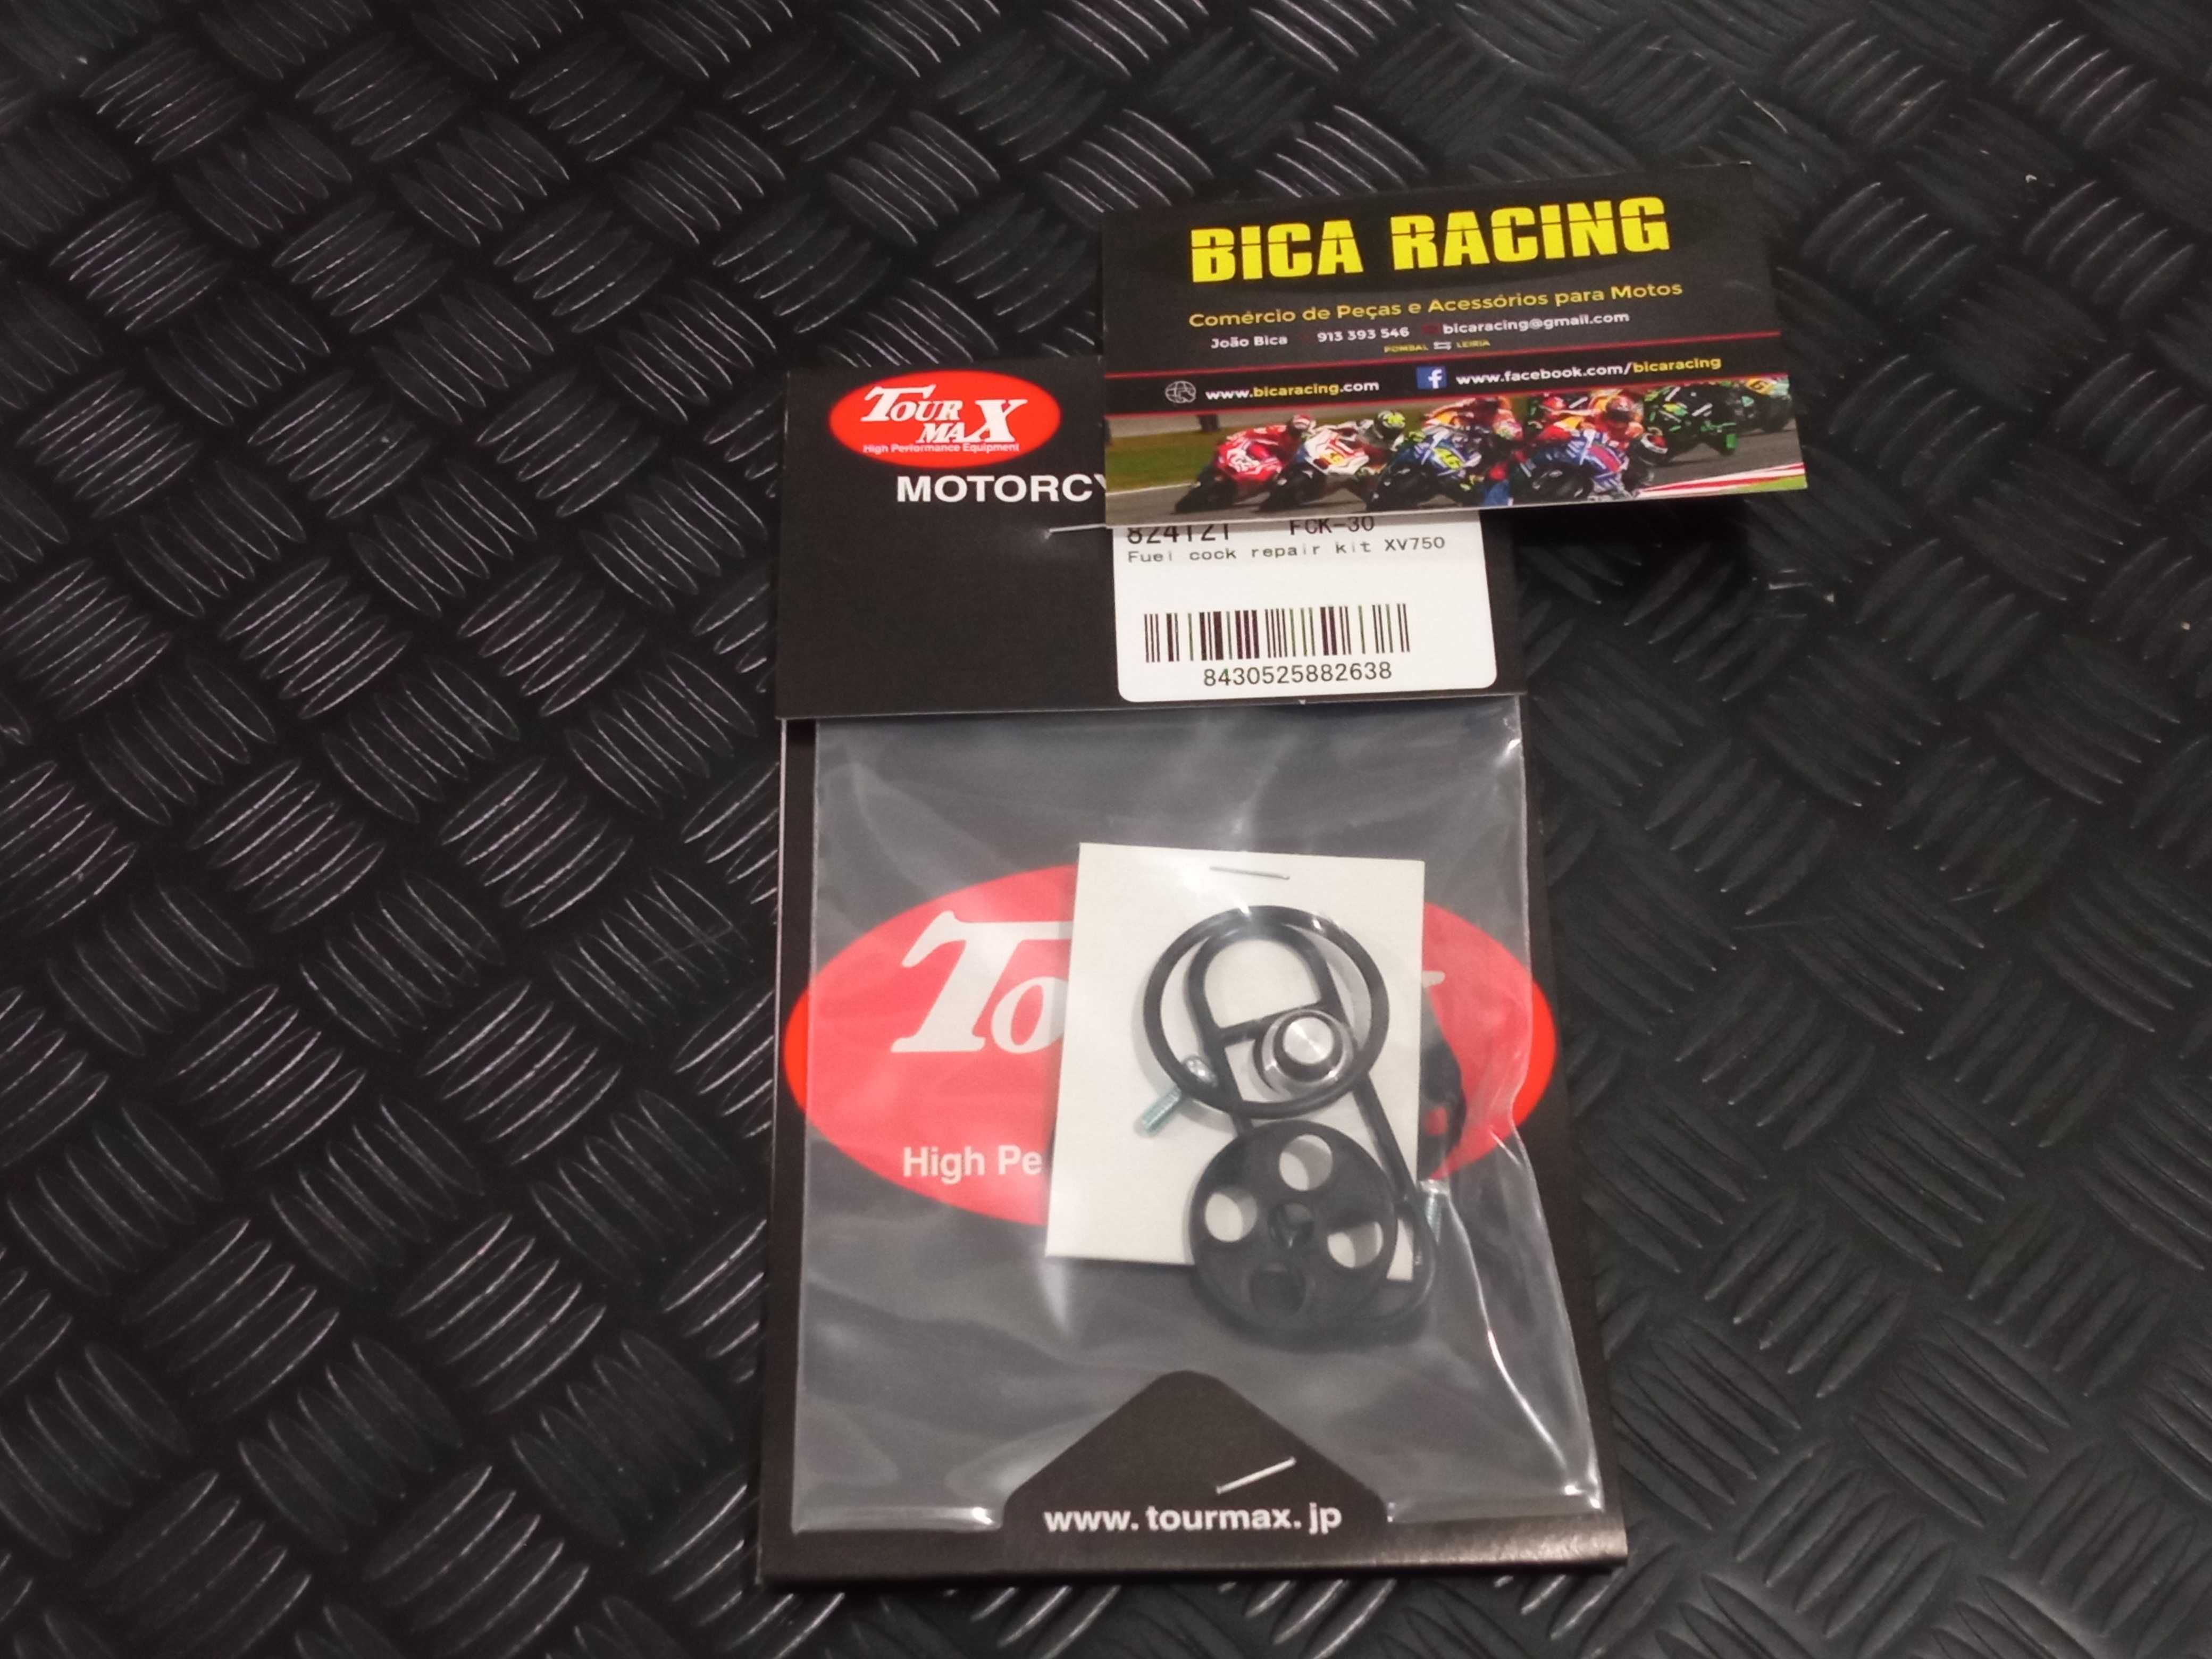 BICA RACING
Comércio de Peças e Acessórios para Motos
João Bica 913 393 546 bicaracing@gmail.com
POMBAL LEIRIA
www.bicaracing.com www.facebook.com/bicaracing
TOUR MAX
High Performance Equipment
MOTORCY
824121 FCK-30
Fuel cock repair kit XV750
8430525882638
To
High Pe
www.tourmax.jp